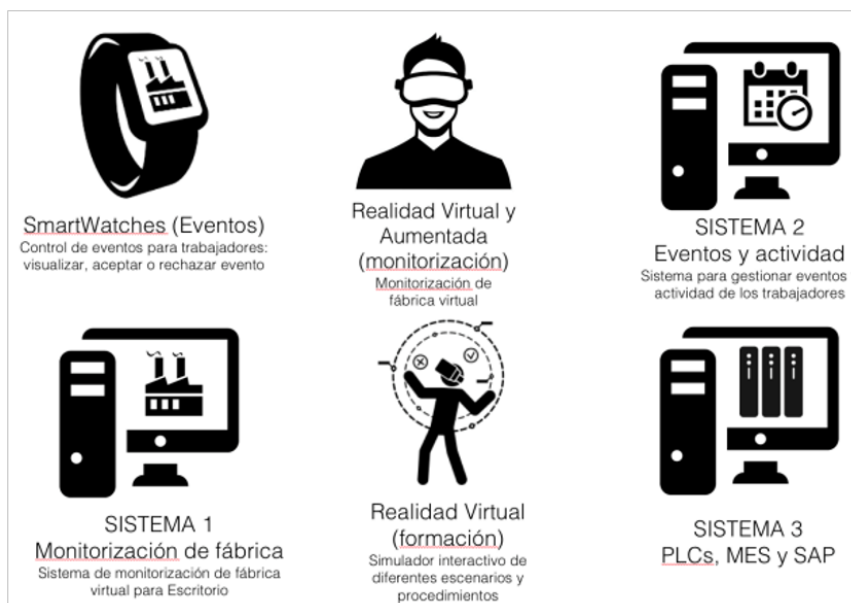 SmartWatches (Eventos)
Control de eventos para trabajadores:
visualizar, aceptar o rechazar evento
Realidad Virtual y
Aumentada
(monitorización)
Monitorización de
fábrica virtual
SISTEMA 2
Eventos y actividad
Sistema para gestionar eventos
actividad de los trabajadores
SISTEMA 1
Monitorización de fábrica
Sistema de monitorización de fábrica
virtual para Escritorio
Realidad Virtual
(formación)
Simulador interactivo de
diferentes escenarios y
procedimientos
SISTEMA 3
PLCs, MES y SAP